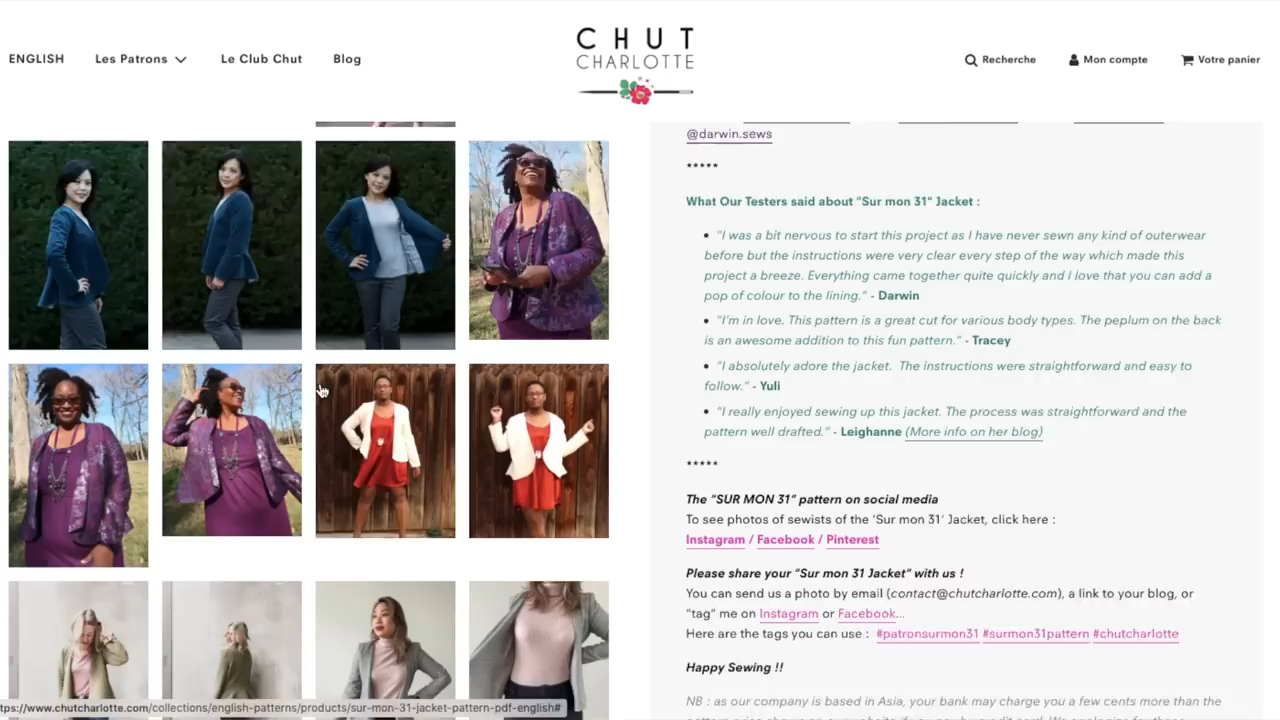 ENGLISH
Les Patrons
Le Club Chut
Blog
CHUT
CHARLOTTE
Recherche
Mon compte
Votre panier
@darwin.sews
*****
What Our Testers said about "Sur mon 31" Jacket :
• "I was a bit nervous to start this project as I have never sewn any kind of outerwear
before but the instructions were very clear every step of the way which made this
project a breeze. Everything came together quite quickly and I love that you can add a
pop of colour to the lining." - Darwin
• "I'm in love. This pattern is a great cut for various body types. The peplum on the back
is an awesome addition to this fun pattern." - Tracey
• "I absolutely adore the jacket. The instructions were straightforward and easy to
follow." - Yuli
• "I really enjoyed sewing up this jacket. The process was straightforward and the
pattern well drafted." - Leighanne (More info on her blog)
*****
The "SUR MON 31" pattern on social media
To see photos of sewists of the 'Sur mon 31' Jacket, click here :
Instagram / Facebook / Pinterest
Please share your "Sur mon 31 Jacket" with us !
You can send us a photo by email (contact@chutcharlotte.com), a link to your blog, or
"tag" me on Instagram or Facebook...
Here are the tags you can use : #patronsurmon31 #surmon31pattern #chutcharlotte
Happy Sewing !!
NB : as our company is based in Asia, your bank may charge you a few cents more than the
ttps://www.chutcharlotte.com/collections/english-patterns/products/sur-mon-31-jacket-pattern-pdf-english#